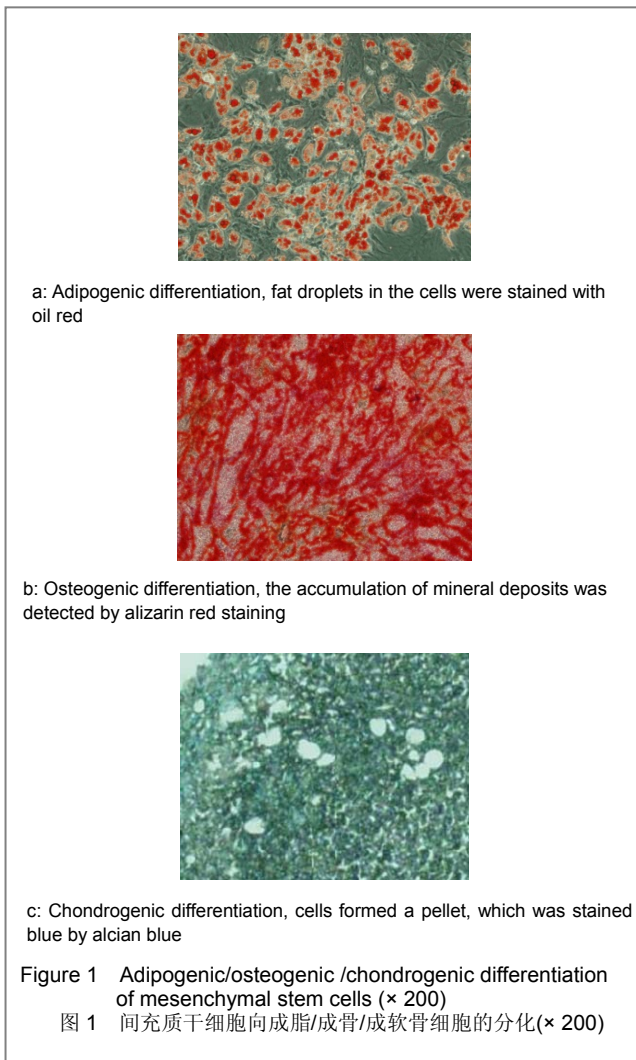 a: Adipogenic differentiation, fat droplets in the cells were stained with
oil red
b: Osteogenic differentiation, the accumulation of mineral deposits was
detected by alizarin red staining
c: Chondrogenic differentiation, cells formed a pellet, which was stained
blue by alcian blue
Figure 1 Adipogenic/osteogenic /chondrogenic differentiation
of mesenchymal stem cells (× 200)
图 1 间充质干细胞向成脂/成骨/成软骨细胞的分化(× 200)